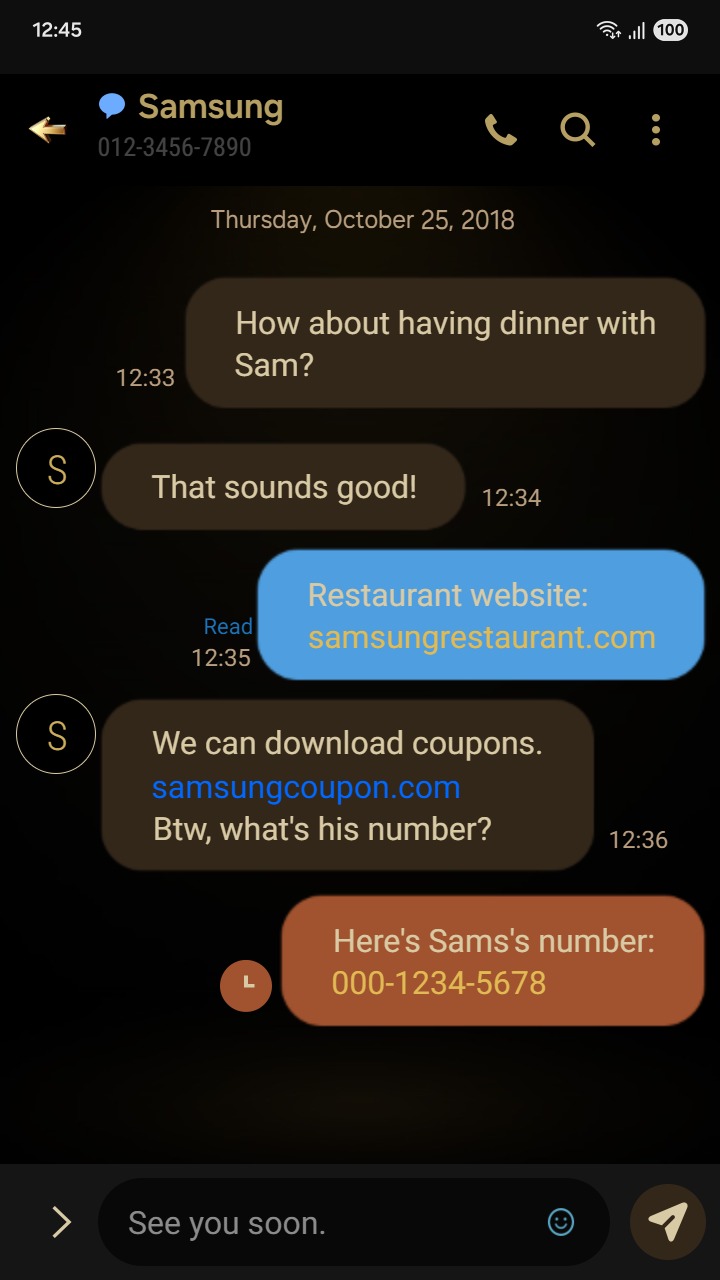 12:45
100
Samsung
012-3456-7890
Thursday, October 25, 2018
How about having dinner with
Sam?
12:33
S
That sounds good!
12:34
Restaurant website:
samsungrestaurant.com
Read
12:35
S
We can download coupons.
samsungcoupon.com
Btw, what's his number?
12:36
Here's Sams's number:
000-1234-5678
See you soon.